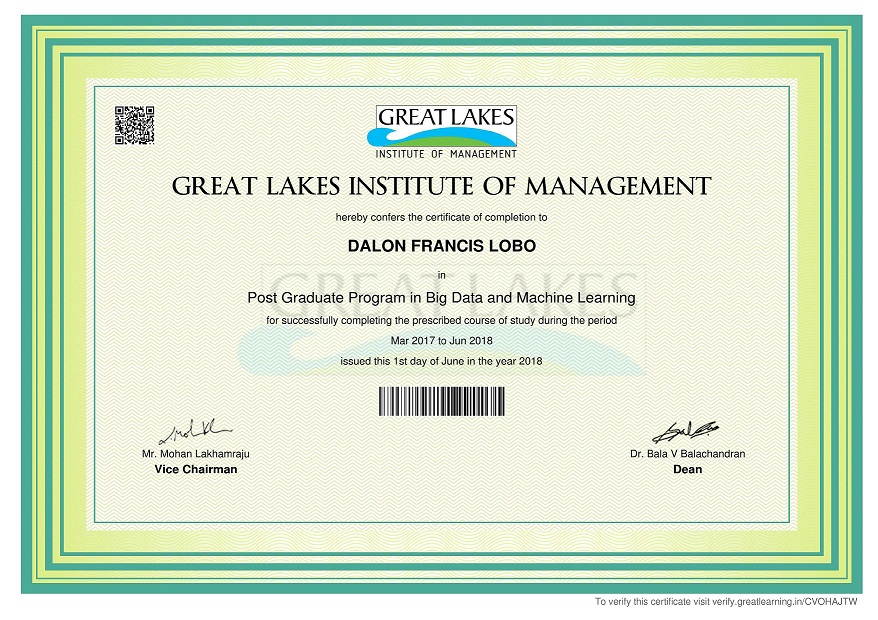 GREAT LAKES
INSTITUTE OF MANAGEMENT
GREAT LAKES INSTITUTE OF MANAGEMENT
hereby confers the certificate of completion to
DALON FRANCIS LOBO
in
GREAT LAKES
Post Graduate Program in Big Data and Machine Learning
for successfully completing the prescribed course of study during the period
Mar 2017 to Jun 2018
issued this 1st day of June in the year 2018
Mr. Mohan Lakhamraju
Vice Chairman
Dr. Bala V Balachandran
Dean
To verify this certificate visit verify.greatlearning.in/CVOHAJTW